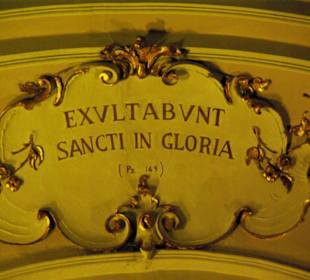 EXVLTABVNT
SANCTI IN GLORIA
(Ps. 149)